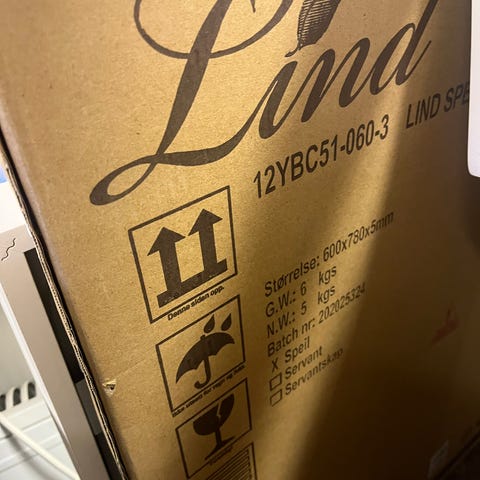 Lind
12YBC51-060-3 LIND SPE
Denne siden opp.
Størrelse: 600x780x5mm
G.W.: 6 kgs
N.W.: 5 kgs
Batch nr: 202025324
X Speil
Servant
Servantskap